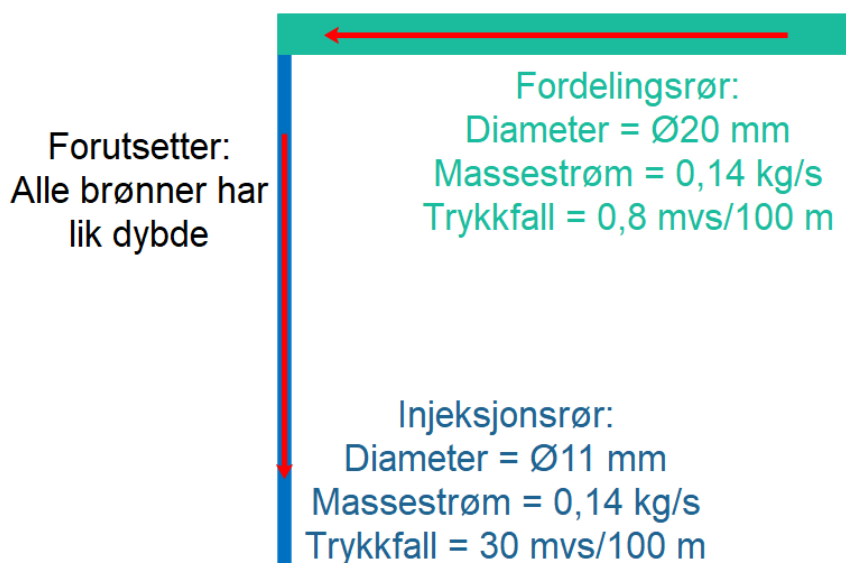 Fordelingsrør:
Diameter = Ø20 mm
Massestrøm = 0,14 kg/s
Trykkfall = 0,8 mvs/100 m
Forutsetter:
Alle brønner har
lik dybde
Injeksjonsrør:
Diameter = Ø11 mm
Massestrøm = 0,14 kg/s
Trykkfall = 30 mvs/100 m